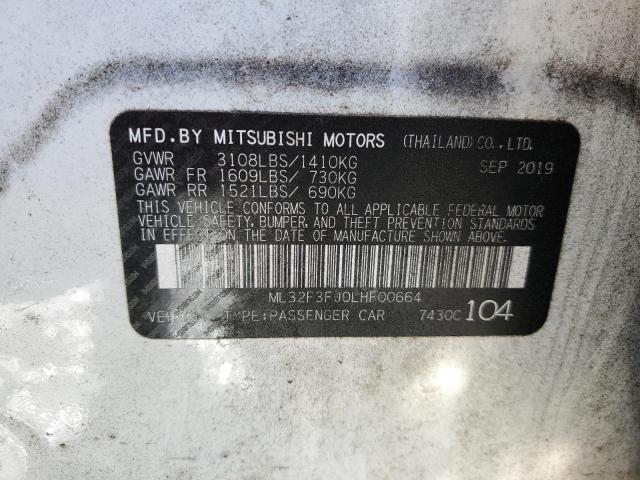 MFD.BY MITSUBISHI MOTORS (THAILAND) CO., LTD.
GVWR 3108LBS/1410KG SEP 2019
GAWR FR 1609LBS/ 730KG
GAWR RR 1521LBS/ 690KG
THIS VEHICLE CONFORMS TO ALL APPLICABLE FEDERAL MOTOR
VEHICLE SAFETY, BUMPER, AND THEFT PREVENTION STANDARDS
IN EFFECT ON THE DATE OF MANUFACTURE SHOWN ABOVE.
ML32F3FJ0LHF00664
TYPE:PASSENGER CAR 7430C 104